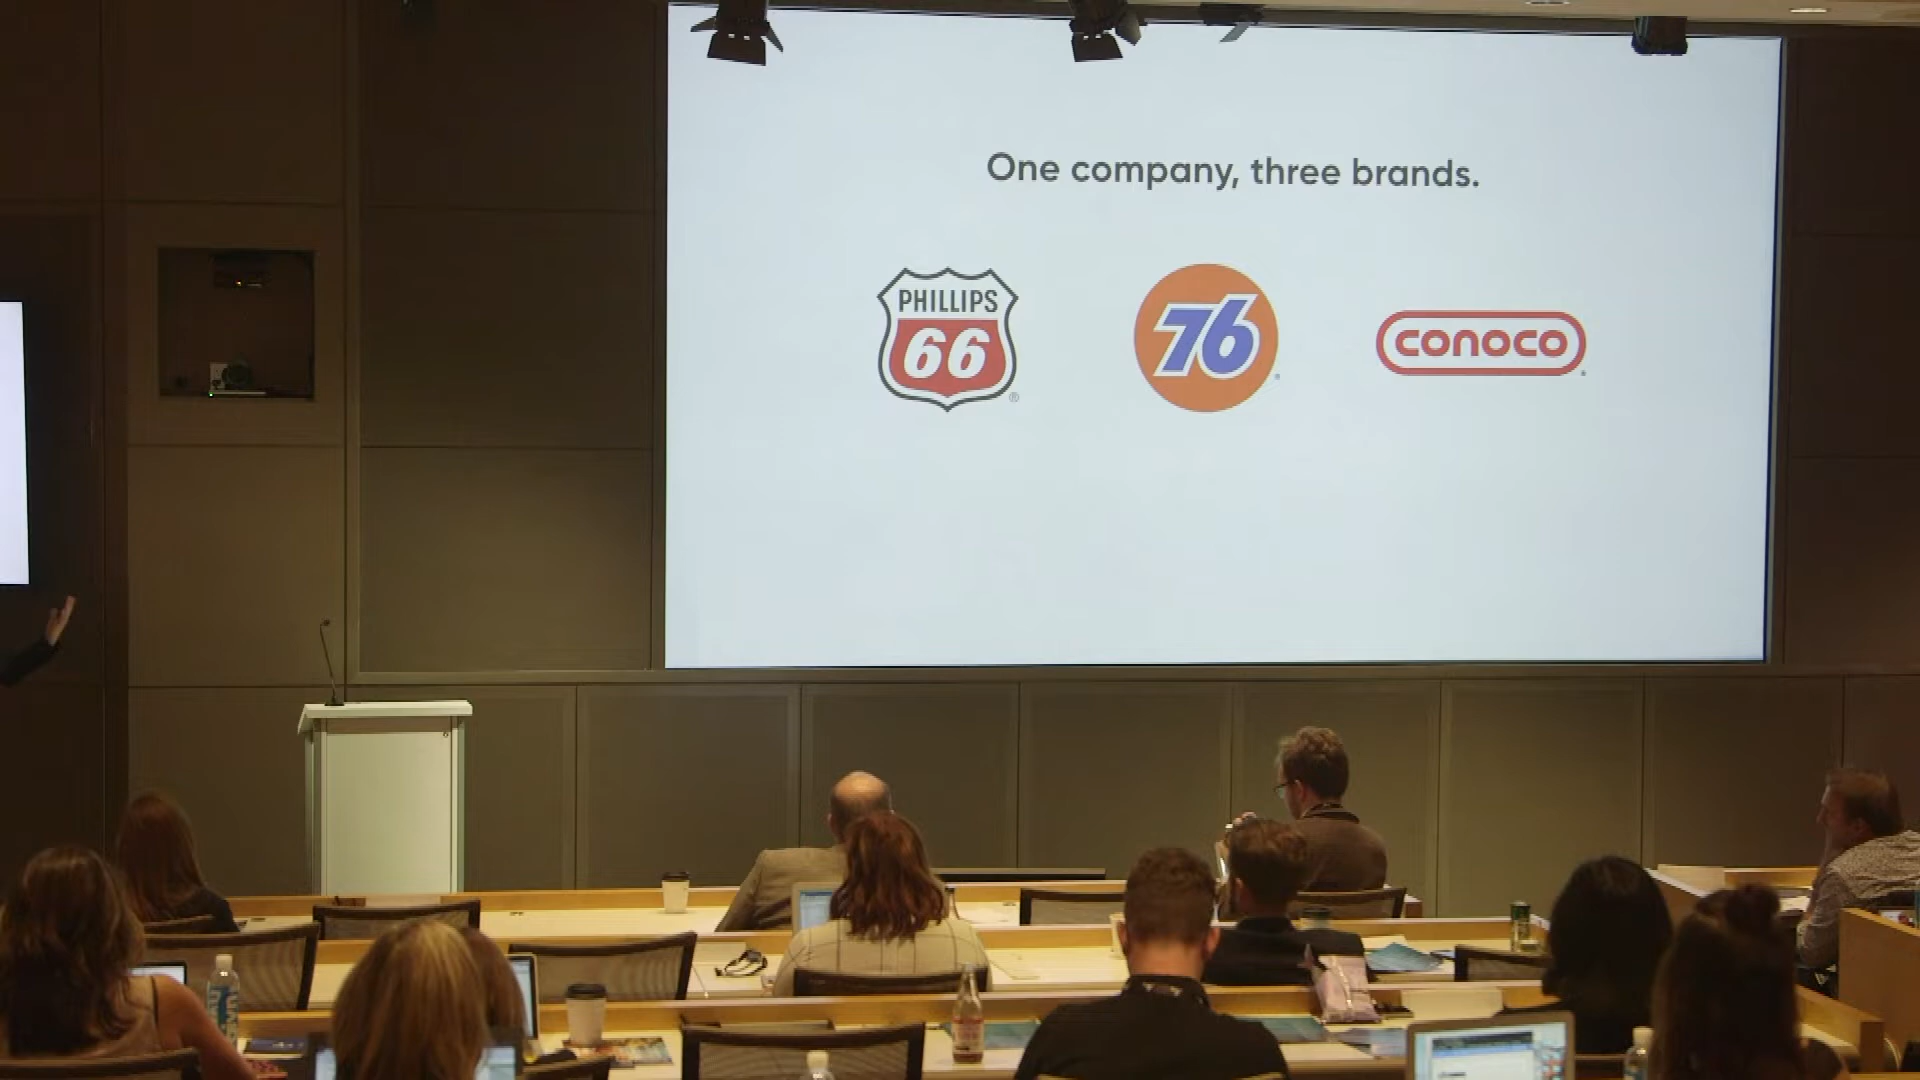 One company, three brands.
PHILLIPS
66
®
76
conoco